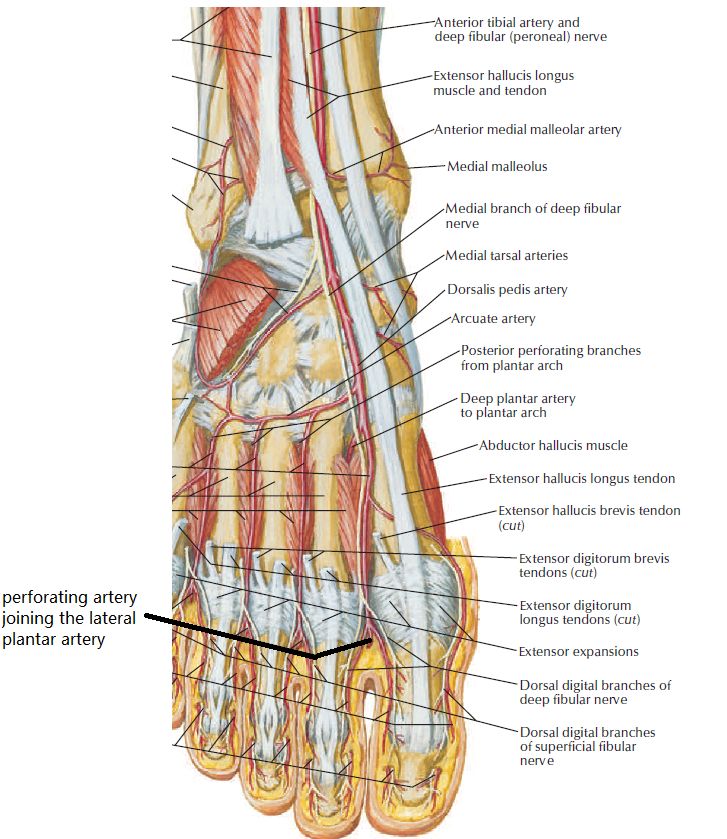 Anterior tibial artery and
deep fibular (peroneal) nerve
Extensor hallucis longus
muscle and tendon
Anterior medial malleolar artery
Medial malleolus
Medial branch of deep fibular
nerve
Medial tarsal arteries
Dorsalis pedis artery
Arcuate artery
Posterior perforating branches
from plantar arch
Deep plantar artery
to plantar arch
Abductor hallucis muscle
Extensor hallucis longus tendon
Extensor hallucis brevis tendon
(cut)
Extensor digitorum brevis
tendons (cut)
perforating artery
joining the lateral
plantar artery
Extensor digitorum
longus tendons (cut)
Extensor expansions
Dorsal digital branches of
deep fibular nerve
Dorsal digital branches
of superficial fibular
nerve